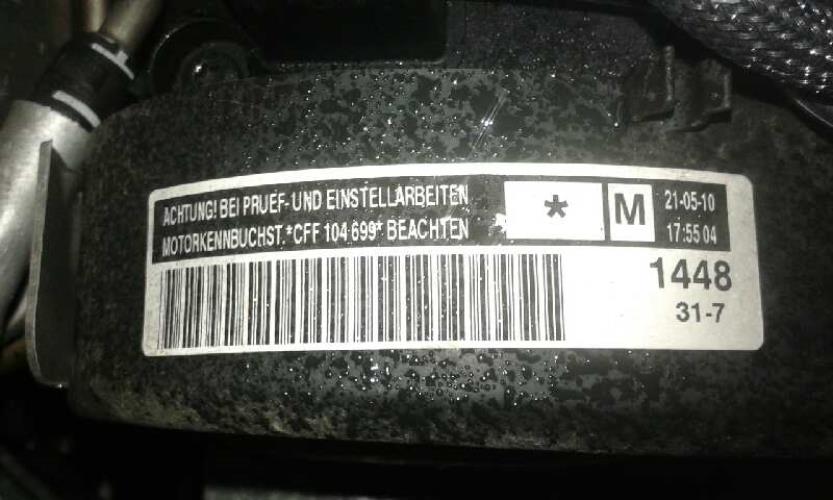 ACHTUNG! BEI PRUEF- UND EINSTELLARBEITEN
MOTORKENNBUCHST. *CFF 104 699* BEACHTEN
*
M
21-05-10
17:55 04
1448
31-7